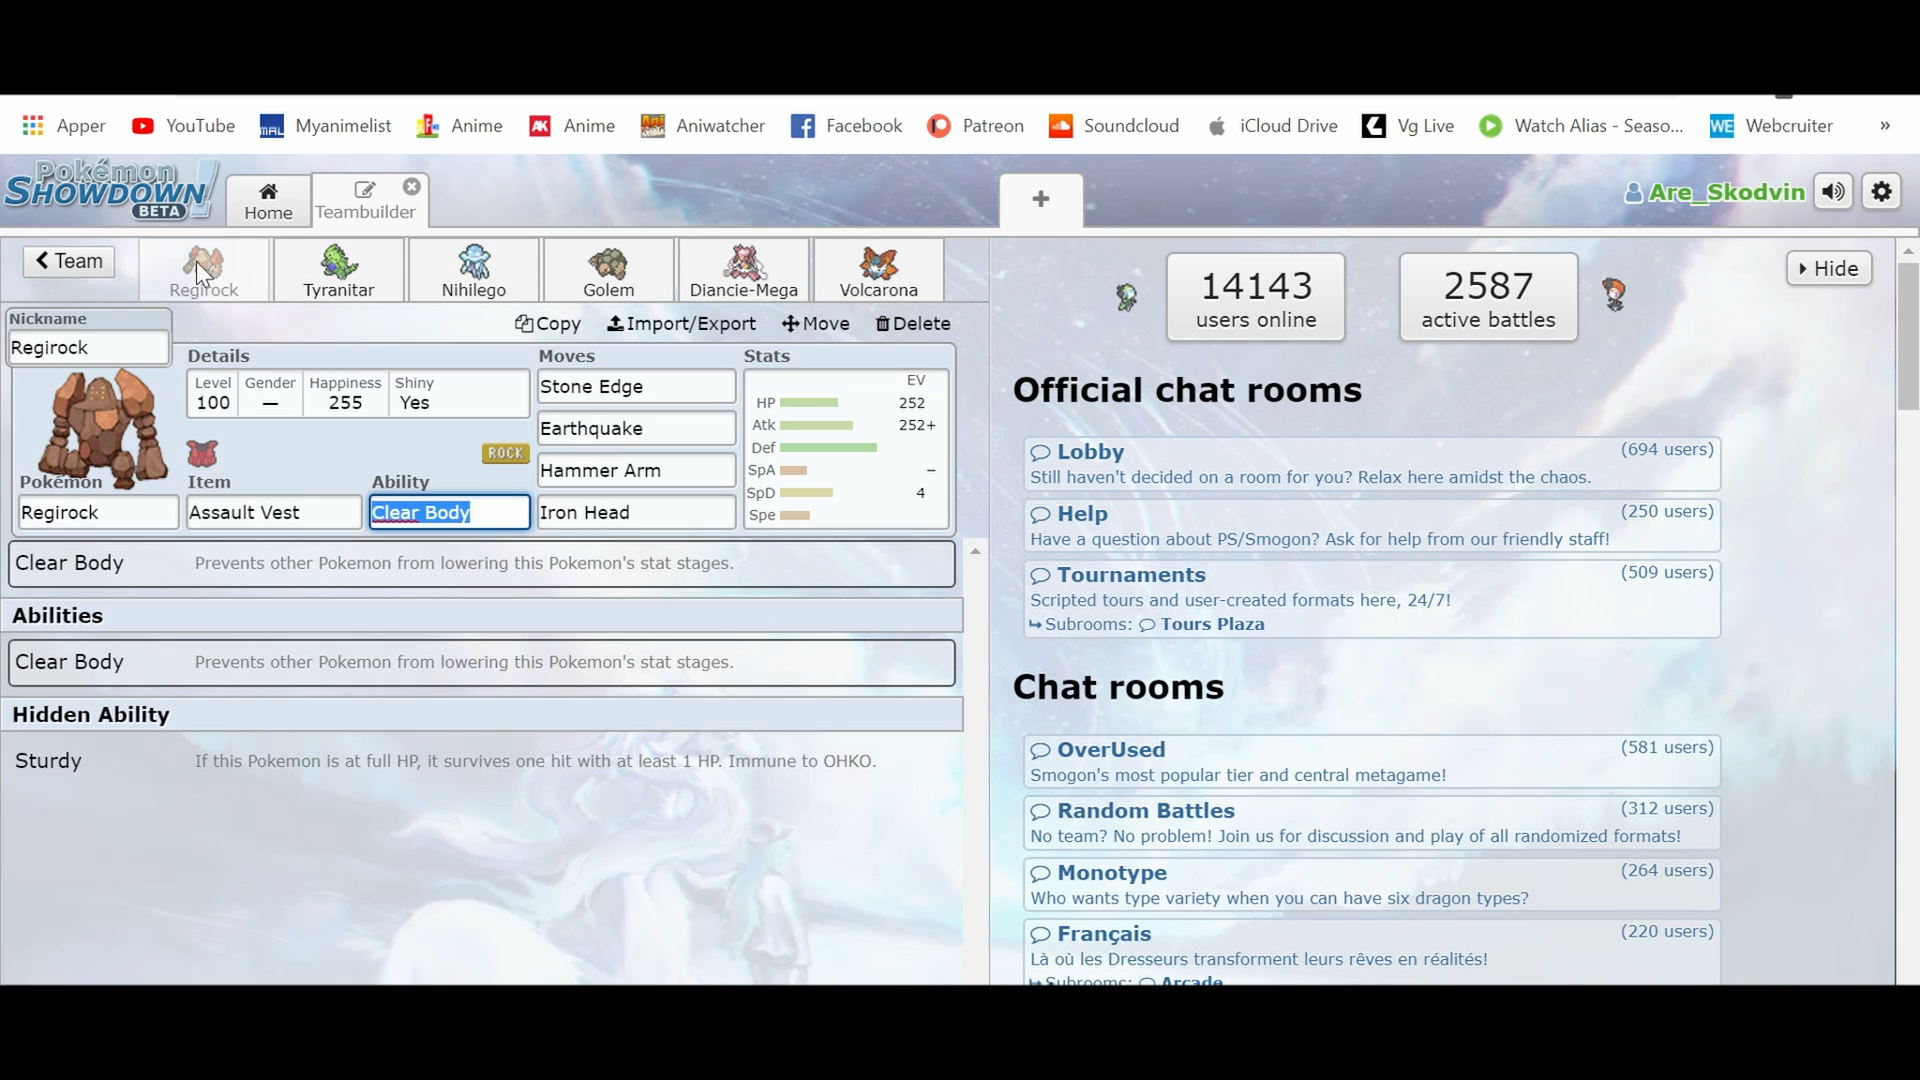 Apper
YouTube
MAL
Myanimelist
Anime
AK
Anime
Aniwatcher
Facebook
Patreon
Soundcloud
iCloud Drive
Vg Live
Watch Alias - Seaso...
WE
Webcruiter
»
Pokémon
SHOWDOWN!
BETA
Home
Teambuilder
+
Are_Skodvin
Team
Regirock
Tyranitar
Nihilego
Golem
Diancie-Mega
Volcarona
Nickname
Regirock
Copy
Import/Export
Move
Delete
Details
Level
100
Gender
—
Happiness
255
Shiny
Yes
ROCK
Pokémon
Regirock
Item
Assault Vest
Ability
Clear Body
Moves
Stone Edge
Earthquake
Hammer Arm
Iron Head
Stats
EV
HP 252
Atk 252+
Def
SpA −
SpD 4
Spe
Clear Body Prevents other Pokemon from lowering this Pokemon's stat stages.
Abilities
Clear Body Prevents other Pokemon from lowering this Pokemon's stat stages.
Hidden Ability
Sturdy If this Pokemon is at full HP, it survives one hit with at least 1 HP. Immune to OHKO.
14143
users online
2587
active battles
Hide
Official chat rooms
Lobby (694 users)
Still haven't decided on a room for you? Relax here amidst the chaos.
Help (250 users)
Have a question about PS/Smogon? Ask for help from our friendly staff!
Tournaments (509 users)
Scripted tours and user-created formats here, 24/7!
Subrooms: Tours Plaza
Chat rooms
OverUsed (581 users)
Smogon's most popular tier and central metagame!
Random Battles (312 users)
No team? No problem! Join us for discussion and play of all randomized formats!
Monotype (264 users)
Who wants type variety when you can have six dragon types?
Français (220 users)
Là où les Dresseurs transforment leurs rêves en réalités!
Subrooms: Arcade